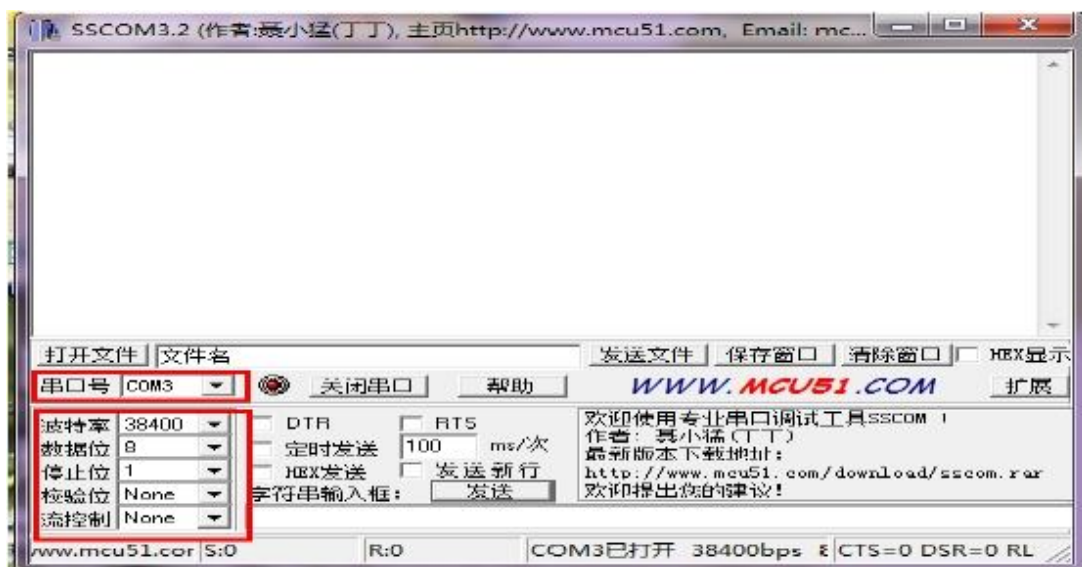 SSCOM3.2 (作者:聂小猛(丁丁), 主页http://www.mcu51.com, Email: mc...
打开文件 文件名 发送文件 保存窗口 清除窗口 HEX显示
串口号 COM3 关闭串口 帮助 WWW.MCU51.COM 扩展
波特率 38400 DTR RTS
数据位 8 定时发送 100 ms/次
停止位 1 HEX发送 发送新行
检验位 None 字符串输入框: 发送
流控制 None
欢迎使用专业串口调试工具SSCOM !
作者: 聂小猛(丁丁)
最新版本下载地址:
http://www.mcu51.com/download/sscom.rar
欢迎提出您的建议!
www.mcu51.cor S:0 R:0 COM3已打开 38400bps CTS=0 DSR=0 RL